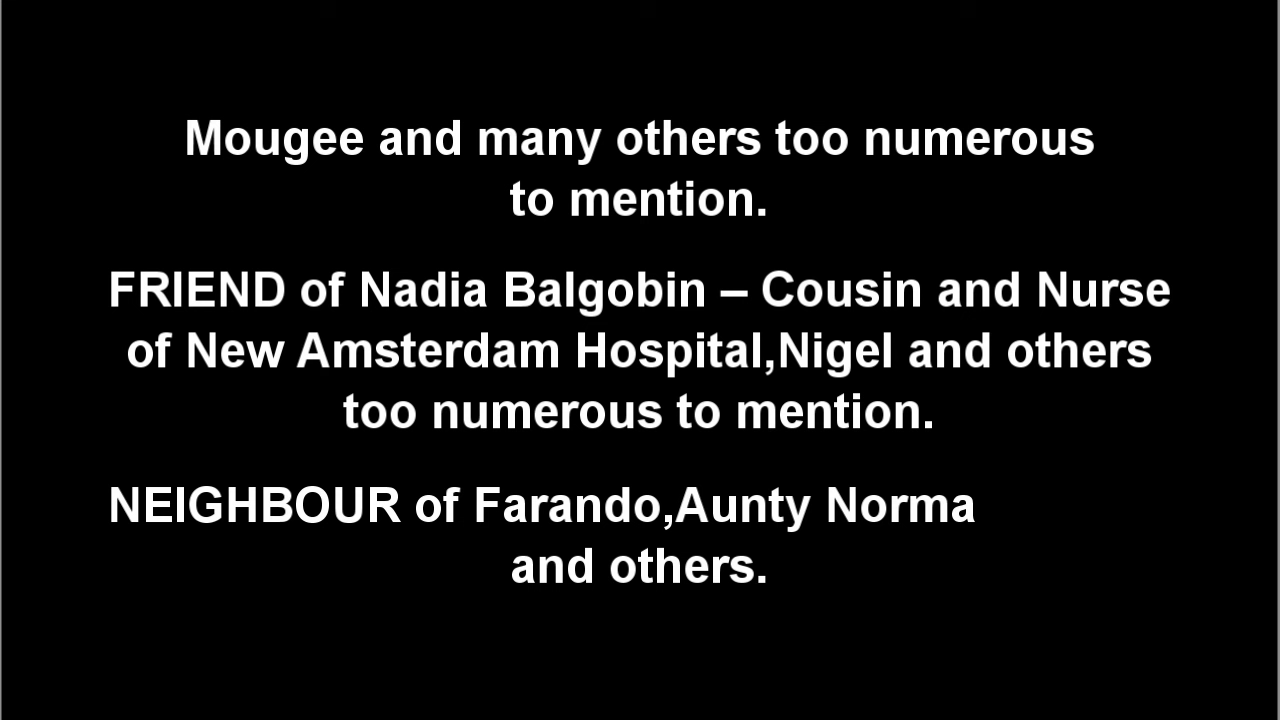 Mougee and many others too numerous
to mention.
FRIEND of Nadia Balgobin – Cousin and Nurse
of New Amsterdam Hospital,Nigel and others
too numerous to mention.
NEIGHBOUR of Farando,Aunty Norma
and others.